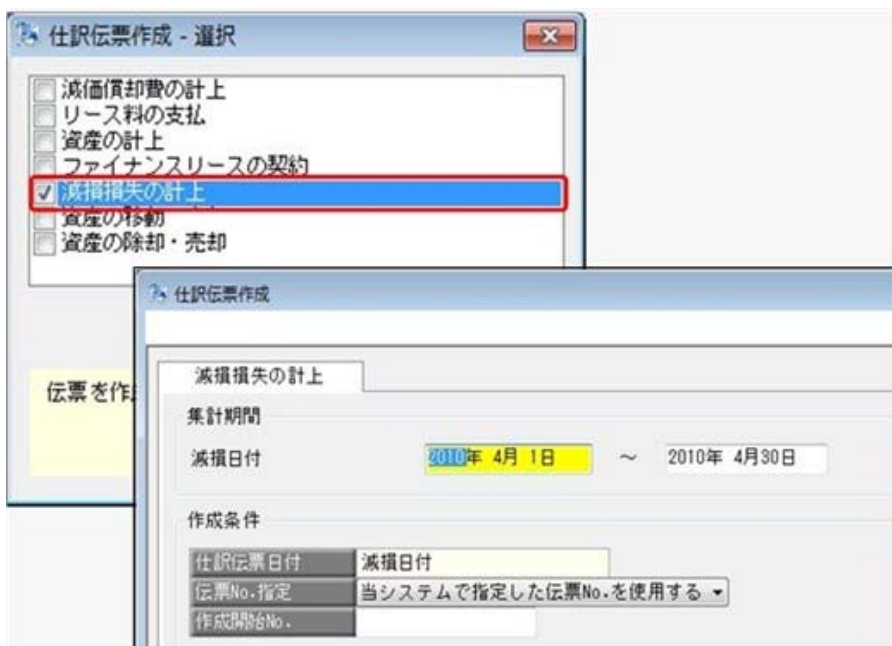 仕訳伝票作成 - 選択
減価償却費の計上
リース料の支払
資産の計上
ファイナンスリースの契約
減損損失の計上
資産の移動
資産の除却・売却
仕訳伝票作成
伝票を作
減損損失の計上
集計期間
減損日付 2010年 4月 1日 ～ 2010年 4月30日
作成条件
仕訳伝票日付 減損日付
伝票No.指定 当システムで指定した伝票No.を使用する
作成開始No.